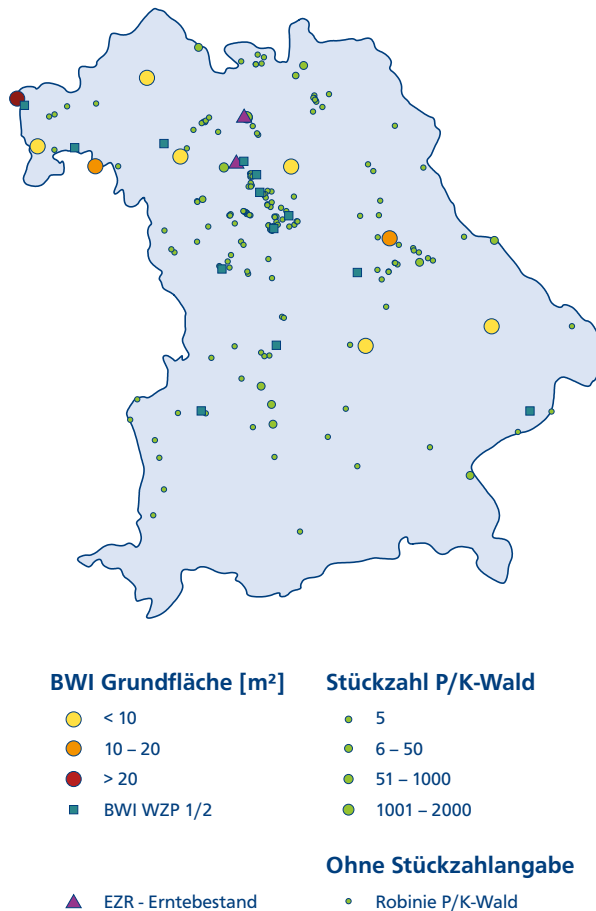 BWI Grundfläche [m²]
< 10
10 – 20
> 20
BWI WZP 1/2
EZR - Erntebestand
Stückzahl P/K-Wald
5
6 – 50
51 – 1000
1001 – 2000
Ohne Stückzahlangabe
Robinie P/K-Wald